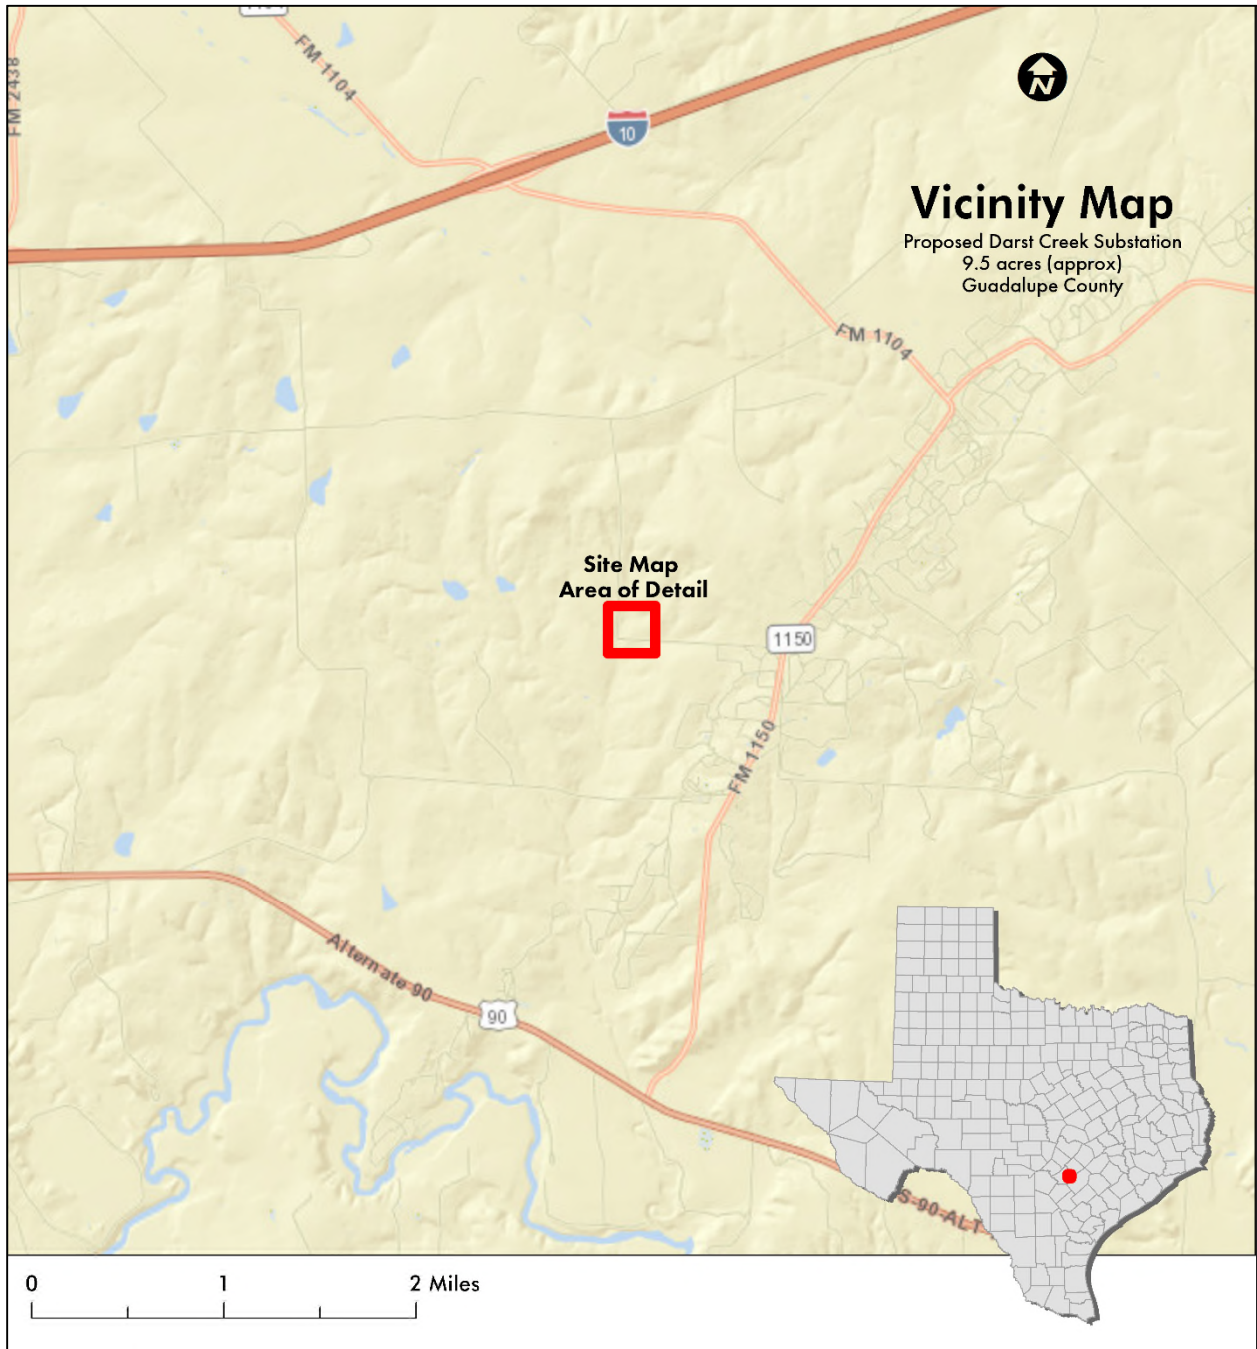 FM 2438
FM 1104
10
N
Vicinity Map
Proposed Darst Creek Substation
9.5 acres (approx)
Guadalupe County
FM 1104
Site Map
Area of Detail
1150
FM 1150
Alternate 90
90
S-90-ALT
0 1 2 Miles